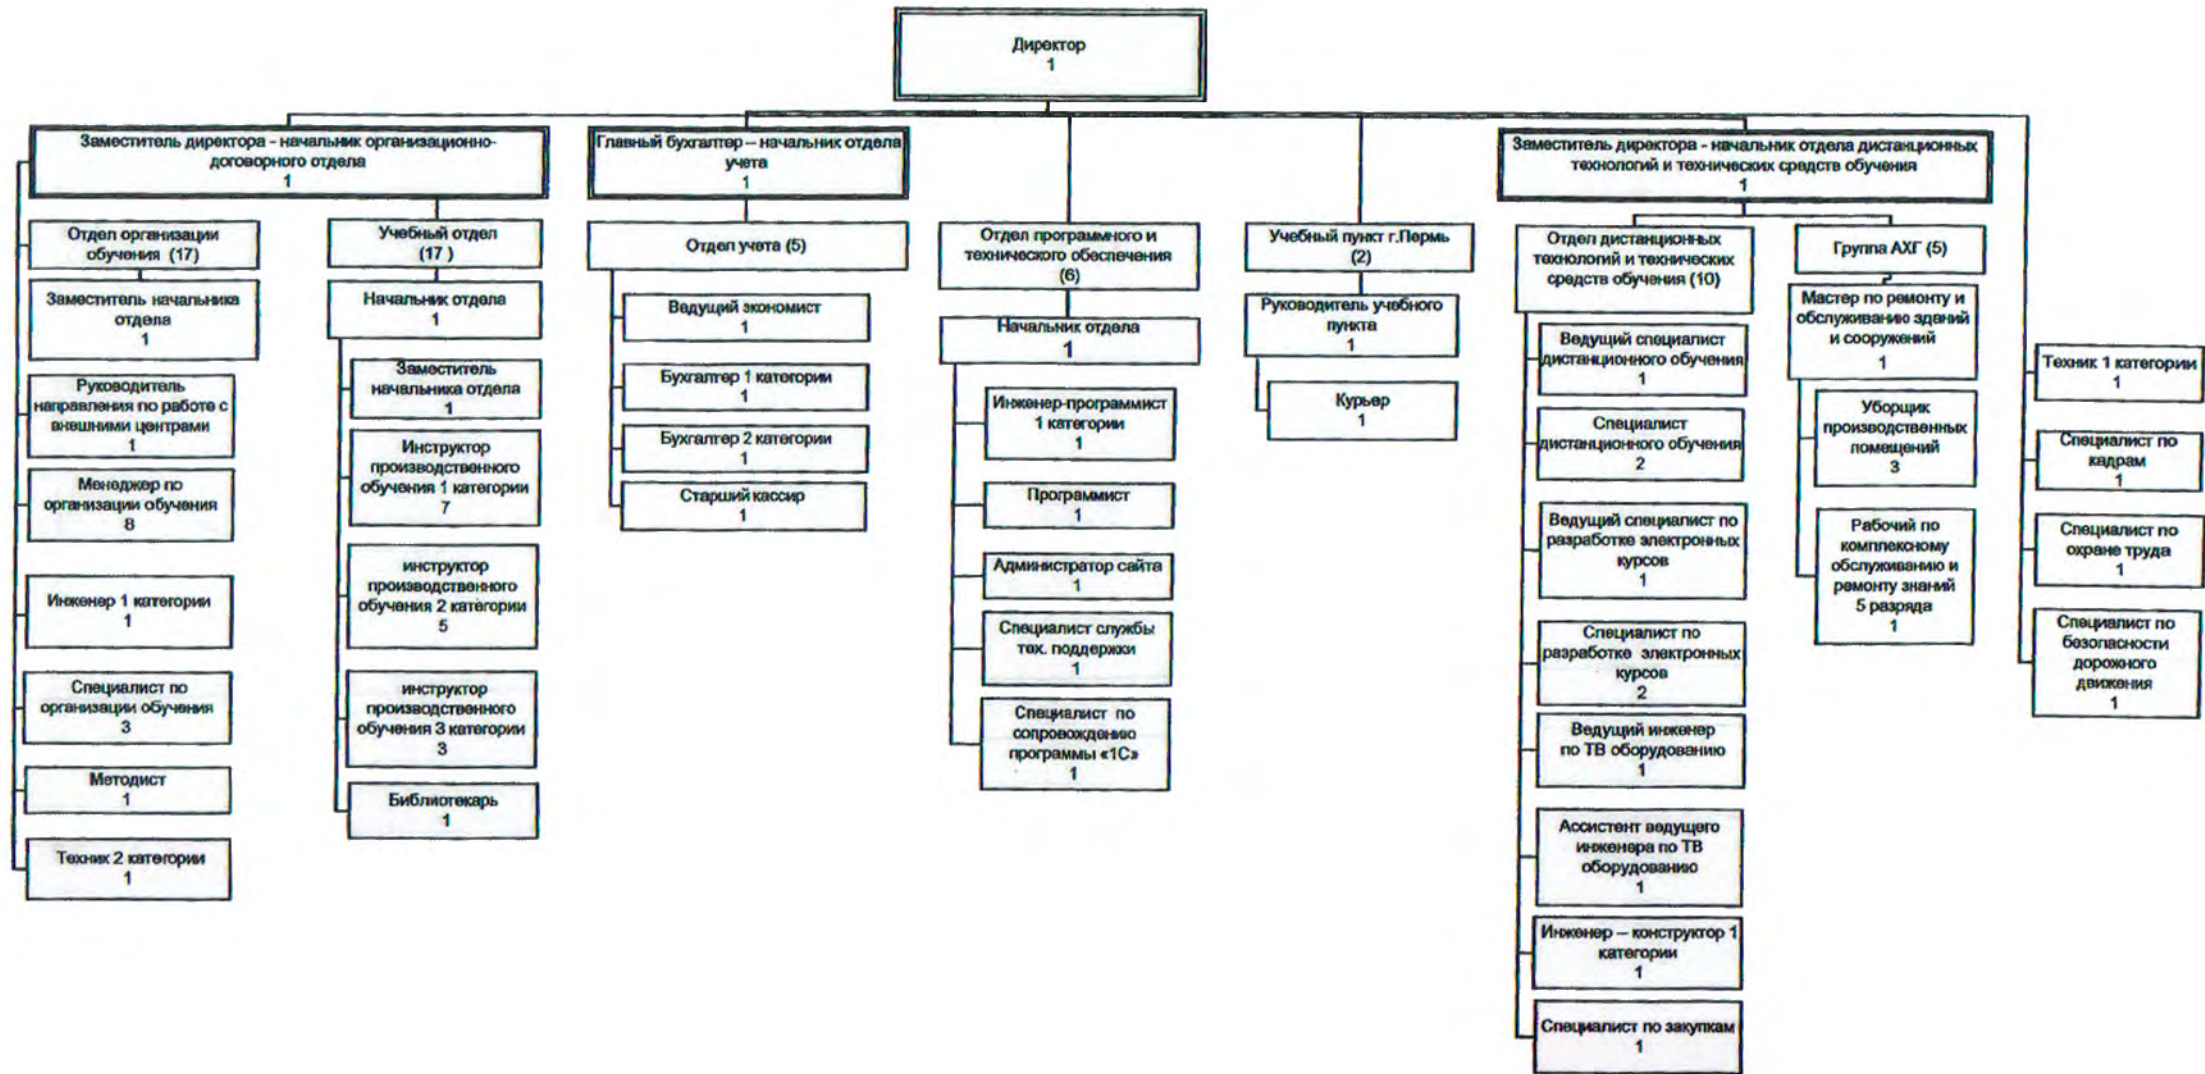 Директор
1
Заместитель директора - начальник организационно-
договорного отдела
1
Главный бухгалтер – начальник отдела
учета
1
Заместитель директора - начальник отдела дистанционных
технологий и технических средств обучения
1
Отдел организации
обучения (17)
Заместитель начальника
отдела
1
Руководитель
направления по работе с
внешними центрами
1
Менеджер по
организации обучения
8
Инженер 1 категории
1
Специалист по
организации обучения
3
Методист
1
Техник 2 категории
1
Учебный отдел
(17 )
Начальник отдела
1
Заместитель
начальника отдела
1
Инструктор
производственного
обучения 1 категории
7
инструктор
производственного
обучения 2 категории
5
инструктор
производственного
обучения 3 категории
3
Библиотекарь
1
Отдел учета (5)
Ведущий экономист
1
Бухгалтер 1 категории
1
Бухгалтер 2 категории
1
Старший кассир
1
Отдел программного и
технического обеспечения
(6)
Начальник отдела
1
Инженер-программист
1 категории
1
Программист
1
Администратор сайта
1
Специалист службы
тех. поддержки
1
Специалист по
сопровождению
программы «1С»
1
Учебный пункт г.Пермь
(2)
Руководитель учебного
пункта
1
Курьер
1
Отдел дистанционных
технологий и технических
средств обучения (10)
Ведущий специалист
дистанционного обучения
1
Специалист
дистанционного обучения
2
Ведущий специалист по
разработке электронных
курсов
1
Специалист по
разработке электронных
курсов
2
Ведущий инженер
по ТВ оборудованию
1
Ассистент ведущего
инженера по ТВ
оборудованию
1
Инженер – конструктор 1
категории
1
Специалист по закупкам
1
Группа АХГ (5)
Мастер по ремонту и
обслуживанию зданий
и сооружений
1
Уборщик
производственных
помещений
3
Рабочий по
комплексному
обслуживанию и
ремонту знаний
5 разряда
1
Техник 1 категории
1
Специалист по
кадрам
1
Специалист по
охране труда
1
Специалист по
безопасности
дорожного
движения
1